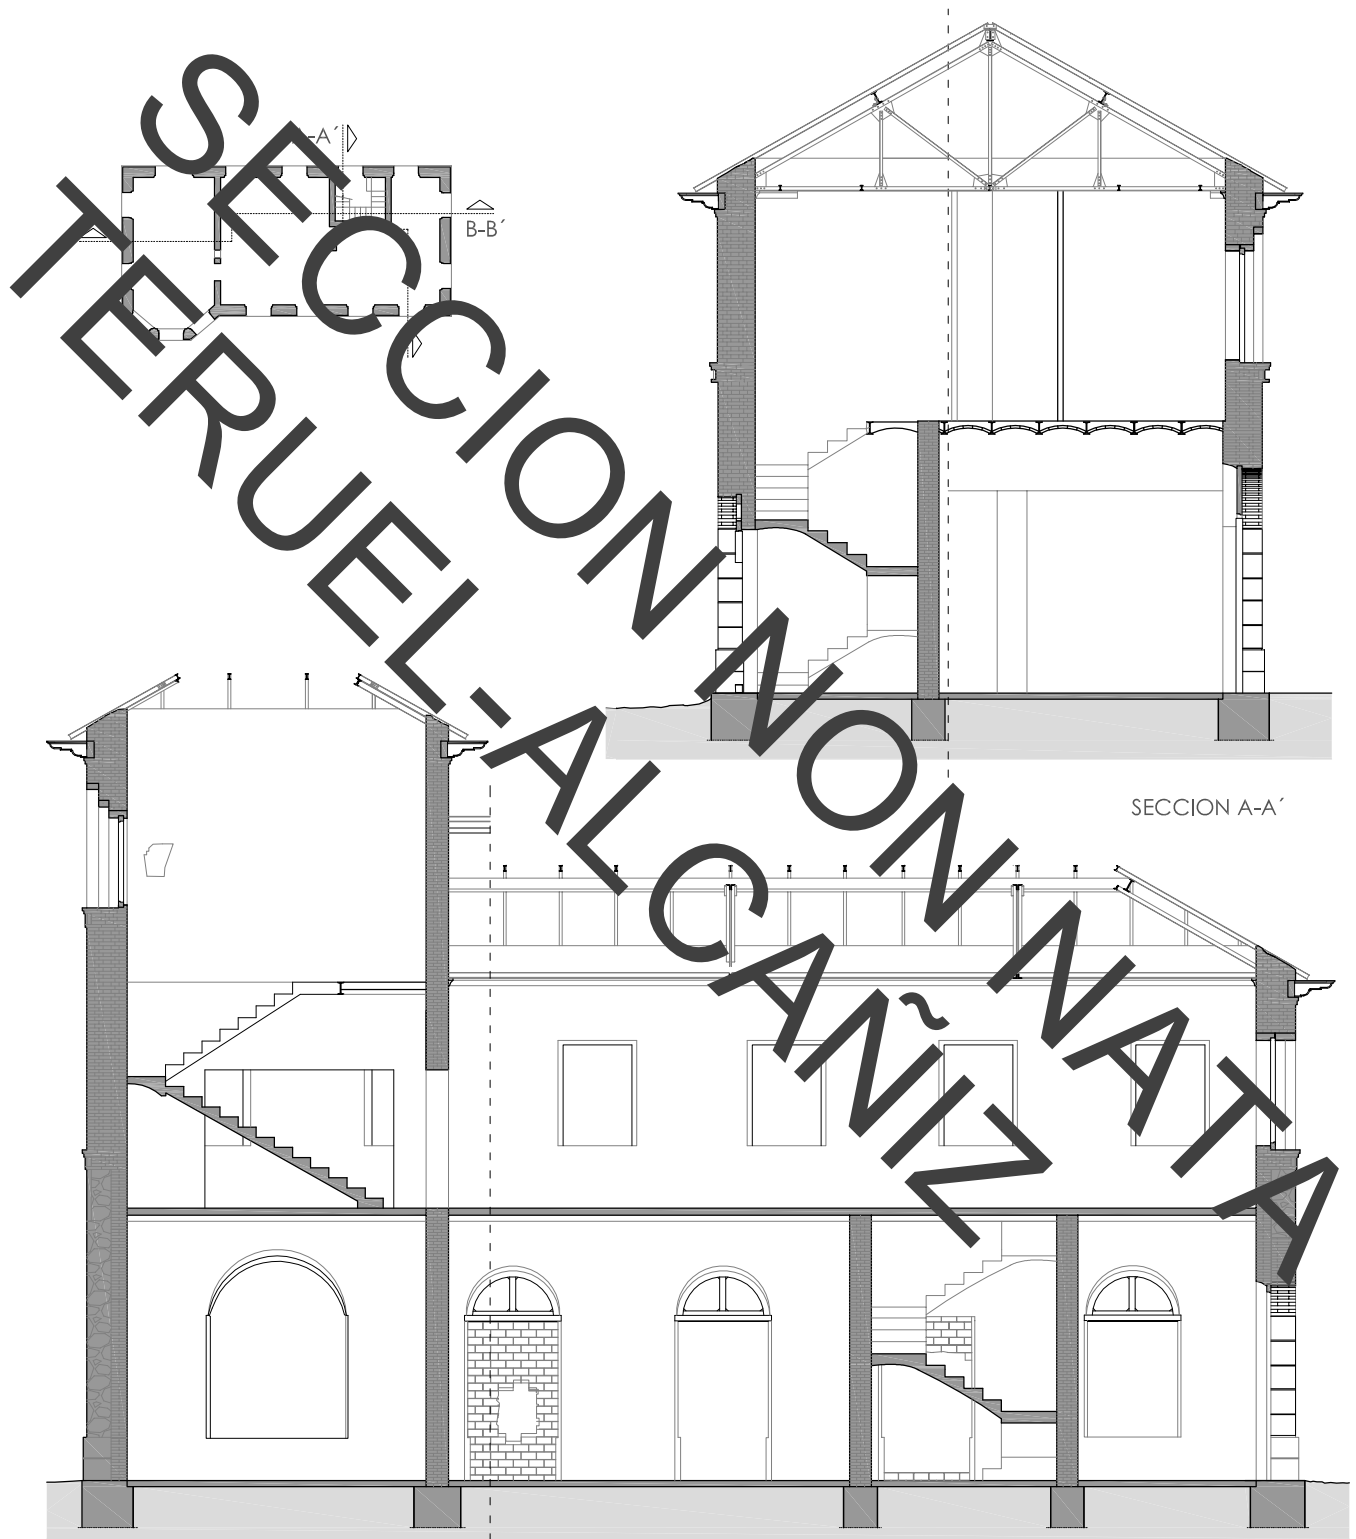 SECCION NON NATA
TERUEL-ALCAÑIZ
-A´
B-B´
SECCION A-A´